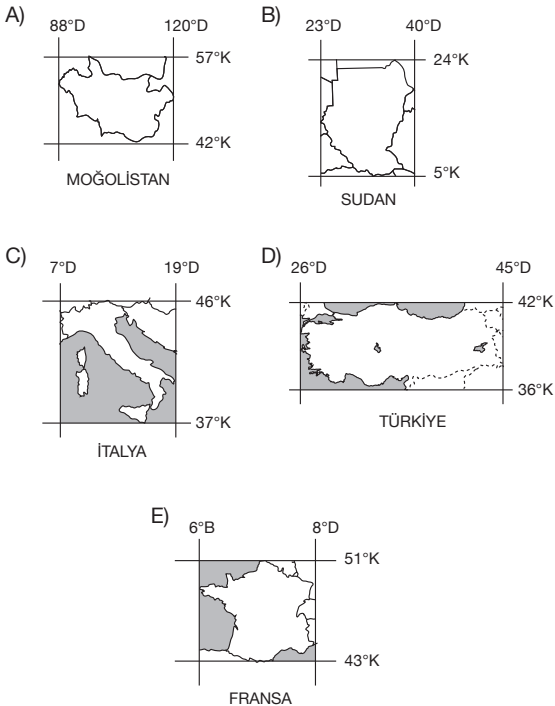 A)
88°D 120°D
57°K
42°K
MOĞOLİSTAN
B)
23°D 40°D
24°K
5°K
SUDAN
C)
7°D 19°D
46°K
37°K
İTALYA
D)
26°D 45°D
42°K
36°K
TÜRKİYE
E)
6°B 8°D
51°K
43°K
FRANSA